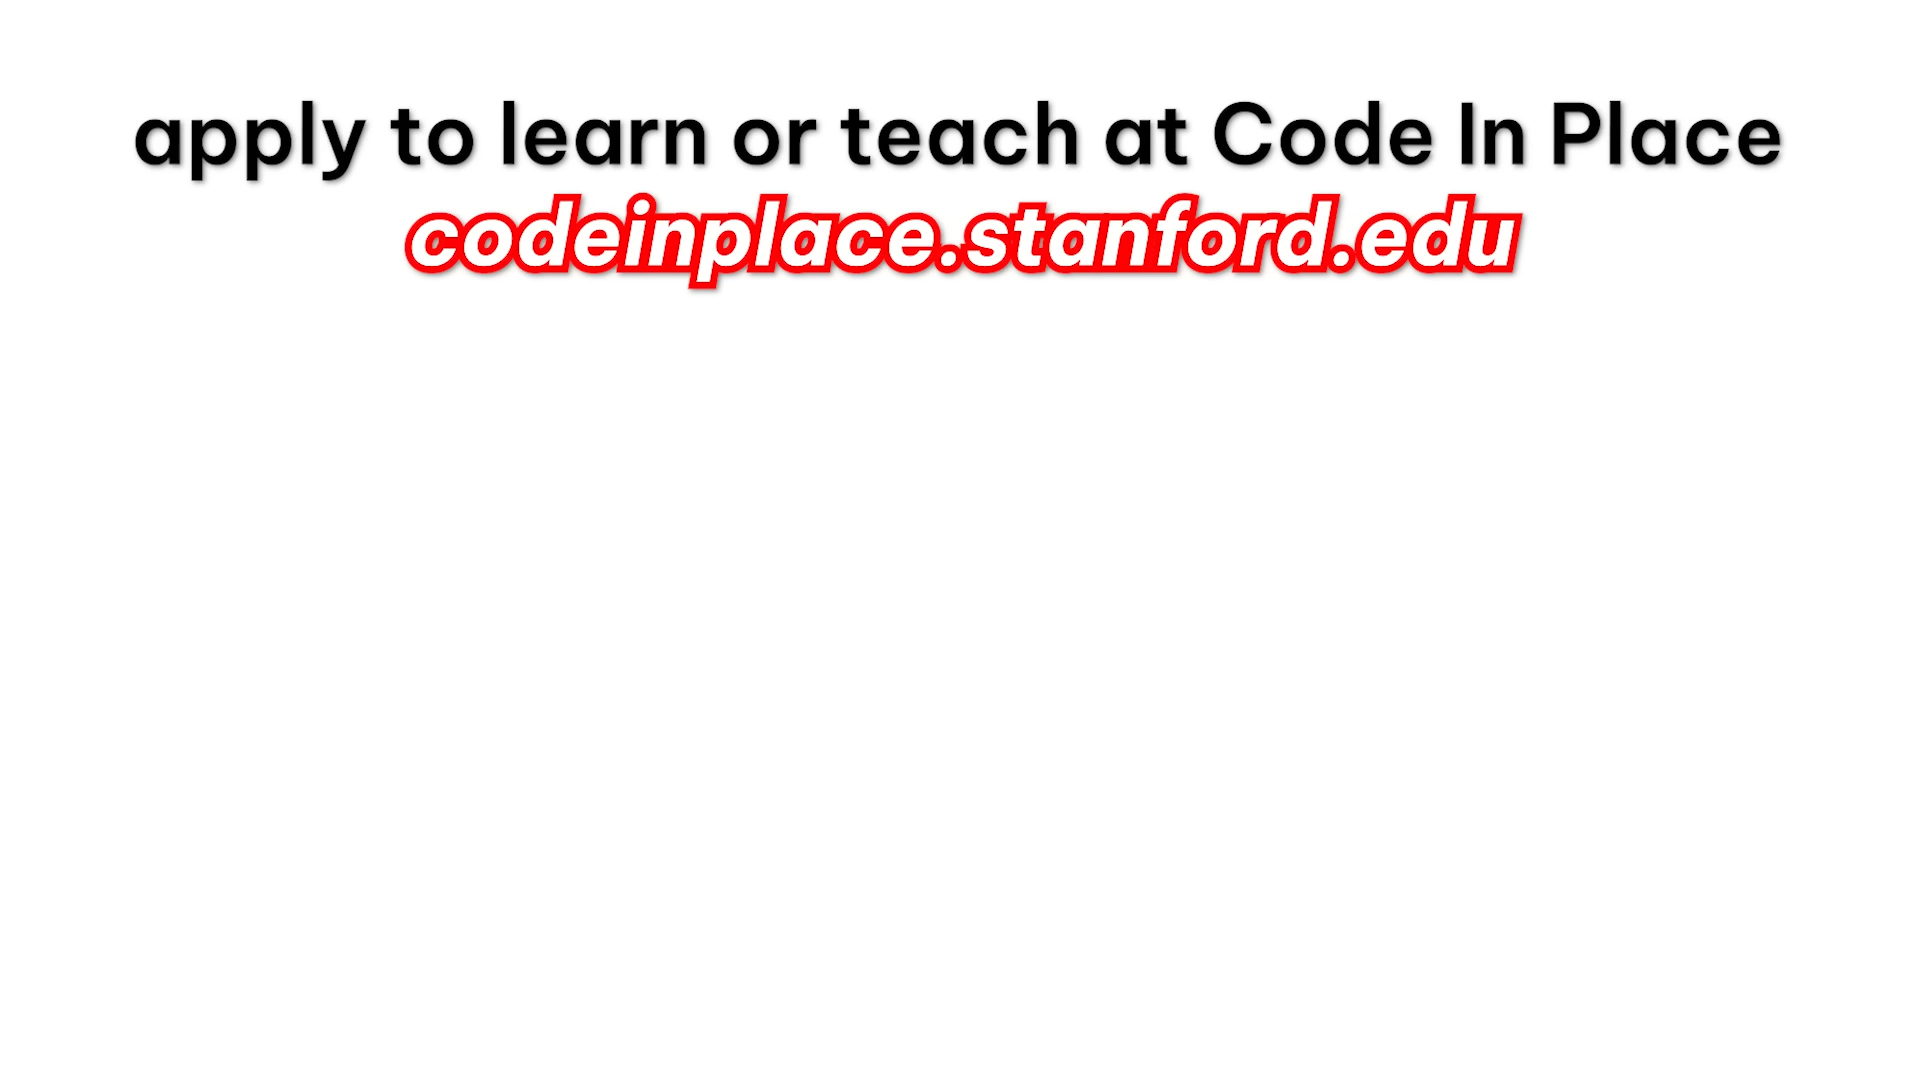 apply to learn or teach at Code In Place
codeinplace.stanford.edu